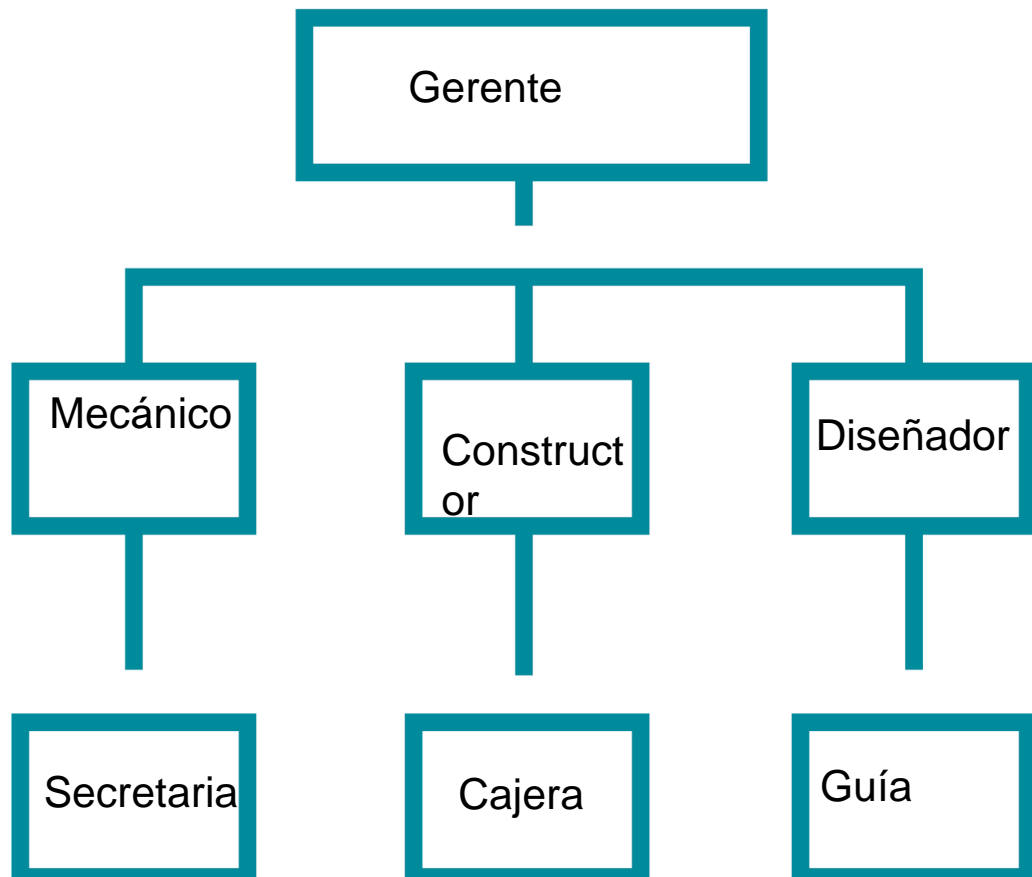 Gerente
Mecánico
Construct
or
Diseñador
Secretaria
Cajera
Guía